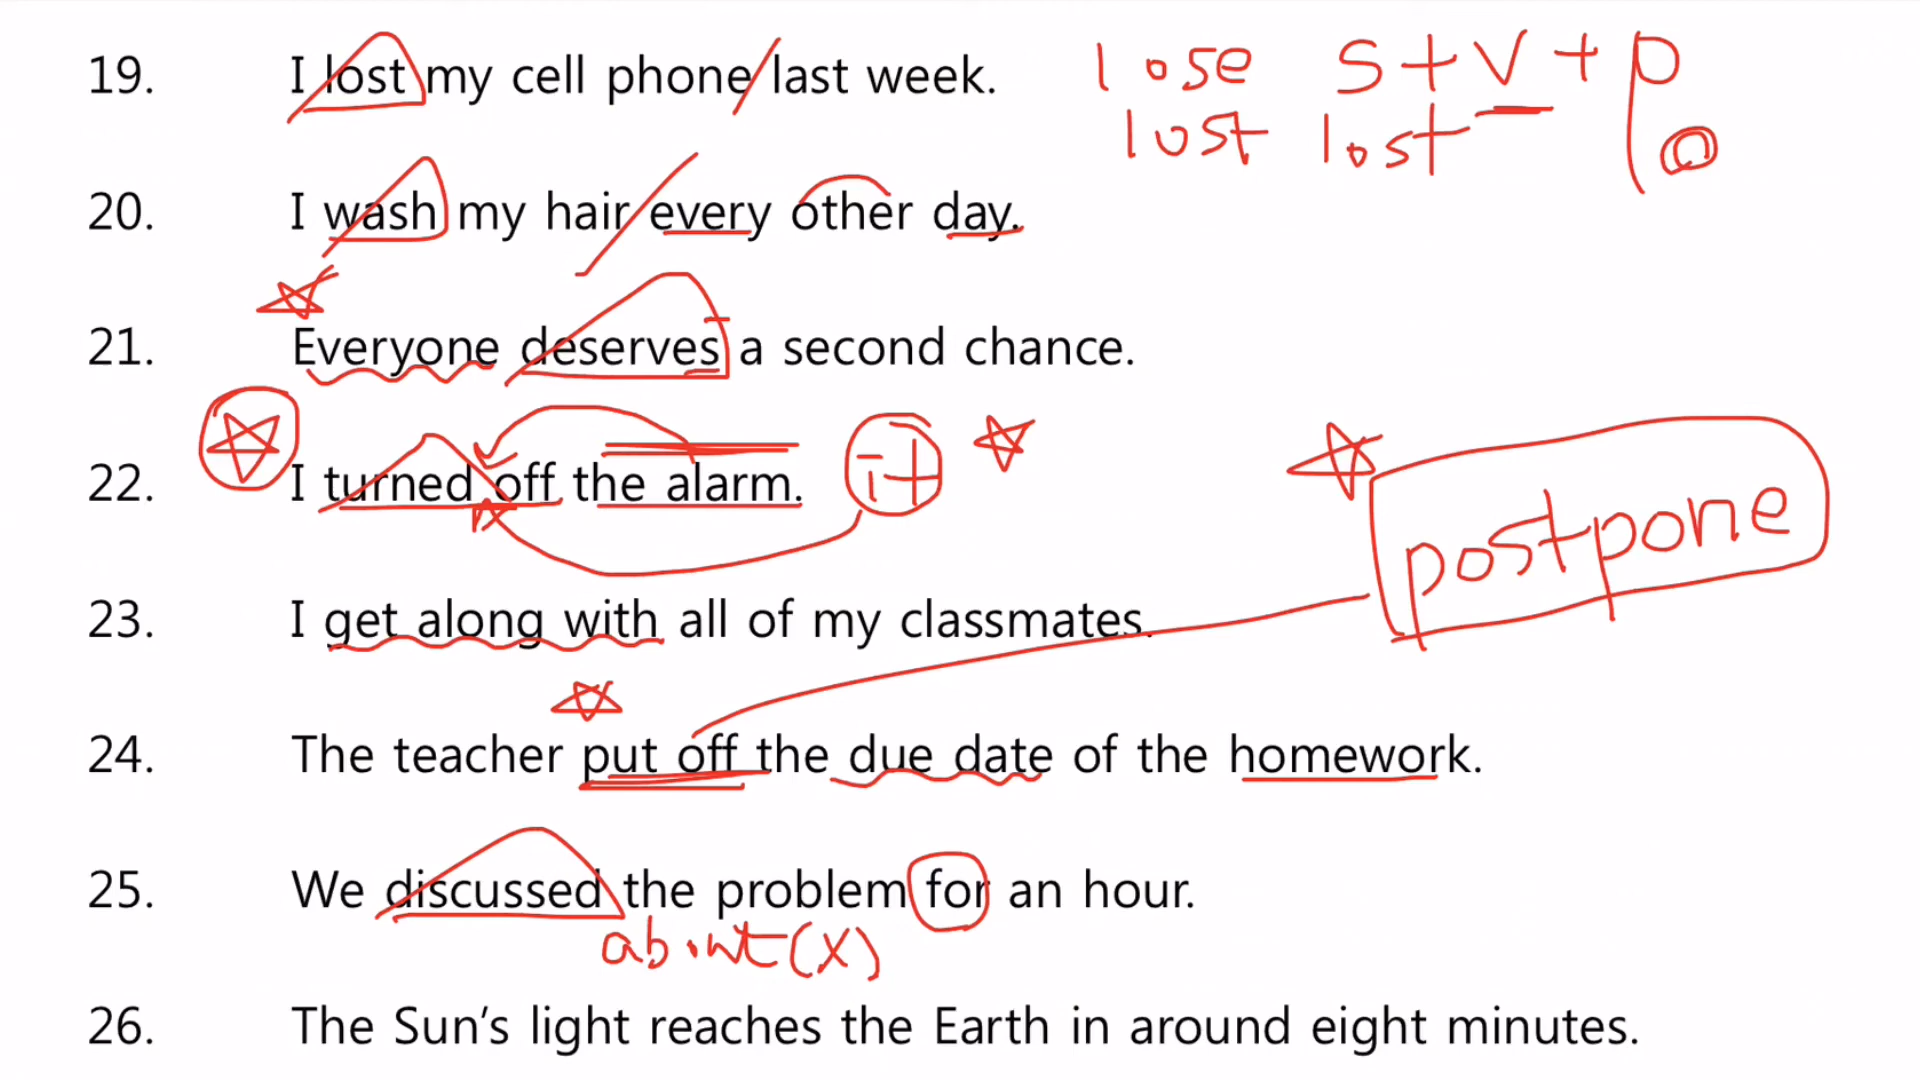 19. I lost my cell phone last week. lose S+V+P
lost lost O
20. I wash my hair every other day.
21. Everyone deserves a second chance.
22. I turned off the alarm. it
postpone
23. I get along with all of my classmates.
24. The teacher put off the due date of the homework.
25. We discussed the problem for an hour.
about(X)
26. The Sun’s light reaches the Earth in around eight minutes.